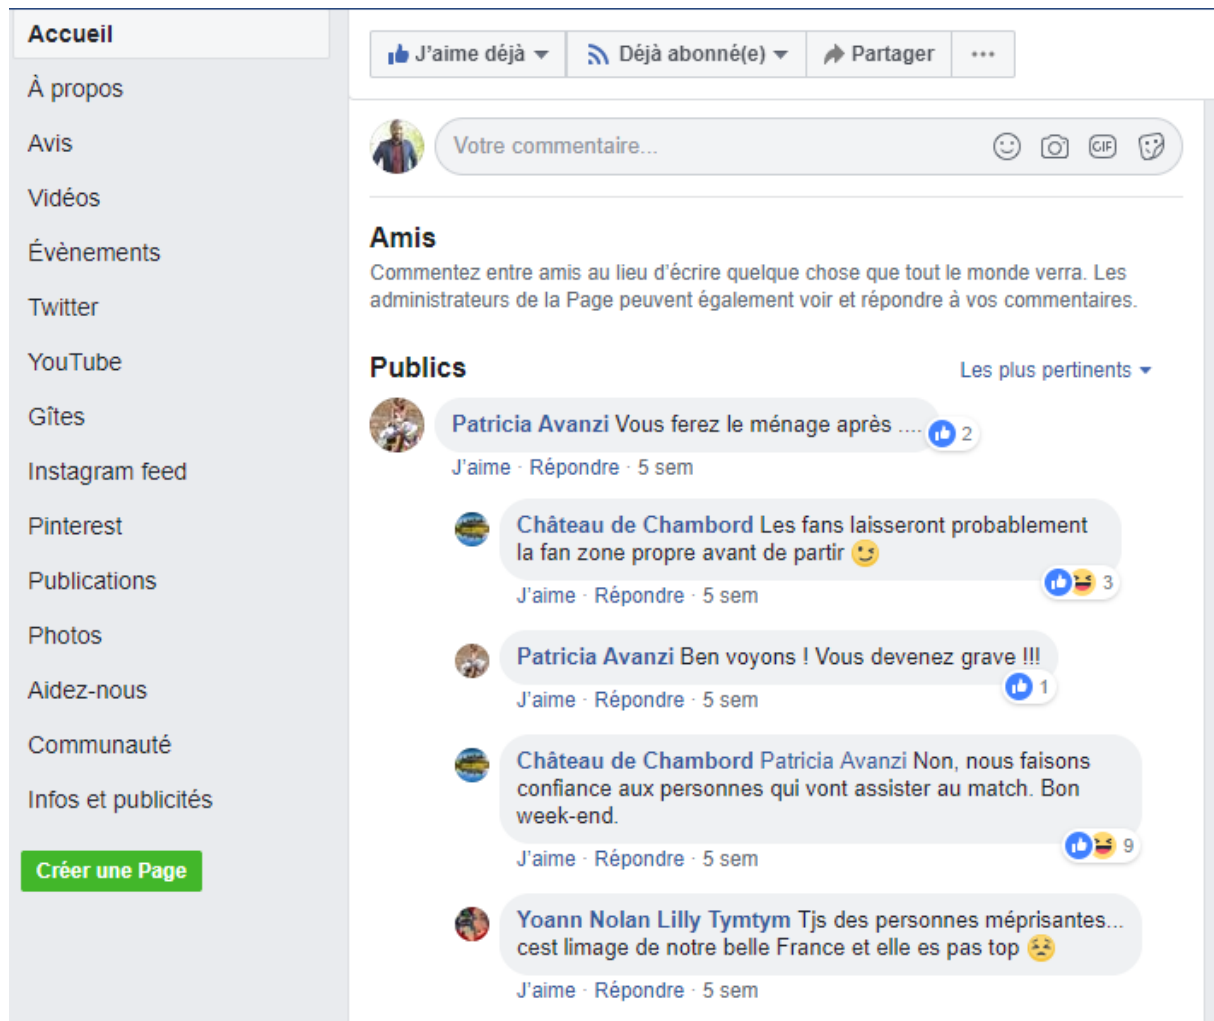 Accueil
À propos
Avis
Vidéos
Évènements
Twitter
YouTube
Gîtes
Instagram feed
Pinterest
Publications
Photos
Aidez-nous
Communauté
Infos et publicités
Créer une Page
J'aime déjà
Déjà abonné(e)
Partager
...
Votre commentaire...
GIF
Amis
Commentez entre amis au lieu d'écrire quelque chose que tout le monde verra. Les
administrateurs de la Page peuvent également voir et répondre à vos commentaires.
Publics
Les plus pertinents
Patricia Avanzi Vous ferez le ménage après ....
2
J'aime · Répondre · 5 sem
Château de Chambord Les fans laisseront probablement
la fan zone propre avant de partir 😉
3
J'aime · Répondre · 5 sem
Patricia Avanzi Ben voyons ! Vous devenez grave !!!
1
J'aime · Répondre · 5 sem
Château de Chambord Patricia Avanzi Non, nous faisons
confiance aux personnes qui vont assister au match. Bon
week-end.
9
J'aime · Répondre · 5 sem
Yoann Nolan Lilly Tymtym Tjs des personnes méprisantes...
cest limage de notre belle France et elle es pas top 😣
J'aime · Répondre · 5 sem